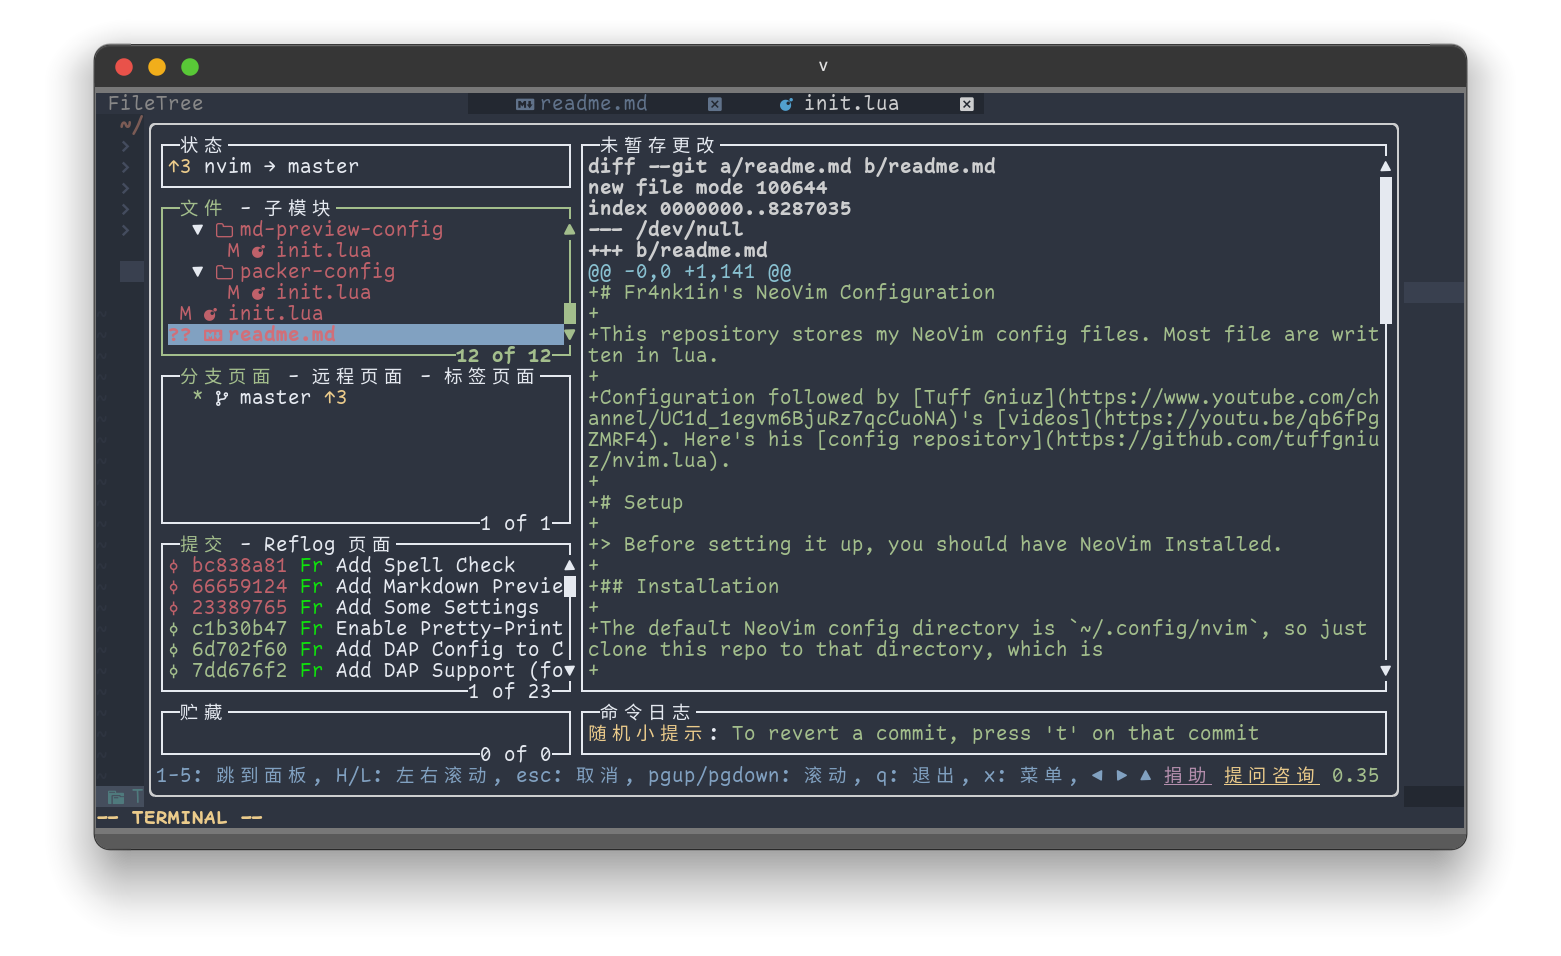 v
FileTree
readme.md
init.lua
~/
状态
↑3 nvim → master
文件 - 子模块
▼ md-preview-config
M init.lua
▼ packer-config
M init.lua
M init.lua
?? readme.md
12 of 12
分支页面 - 远程页面 - 标签页面
* master ↑3
1 of 1
提交 - Reflog 页面
bc838a81 Fr Add Spell Check
66659124 Fr Add Markdown Previe
23389765 Fr Add Some Settings
c1b30b47 Fr Enable Pretty-Print
6d702f60 Fr Add DAP Config to C
7dd676f2 Fr Add DAP Support (fo
1 of 23
贮藏
0 of 0
未暂存更改
diff --git a/readme.md b/readme.md
new file mode 100644
index 0000000..8287035
--- /dev/null
+++ b/readme.md
@@ -0,0 +1,141 @@
+# Fr4nk1in's NeoVim Configuration
+
+This repository stores my NeoVim config files. Most file are writ
ten in lua.
+
+Configuration followed by [Tuff Gniuz](https://www.youtube.com/ch
annel/UC1d_1egvm6BjuRz7qcCuoNA)'s [videos](https://youtu.be/qb6fPg
ZMRF4). Here's his [config repository](https://github.com/tuffgniu
z/nvim.lua).
+
+# Setup
+
+> Before setting it up, you should have NeoVim Installed.
+
+## Installation
+
+The default NeoVim config directory is `~/.config/nvim`, so just
clone this repo to that directory, which is
+
命令日志
随机小提示: To revert a commit, press 't' on that commit
1-5: 跳到面板, H/L: 左右滚动, esc: 取消, pgup/pgdown: 滚动, q: 退出, x: 菜单, ◀ ▶ ▲ 捐助 提问咨询 0.35
T
-- TERMINAL --